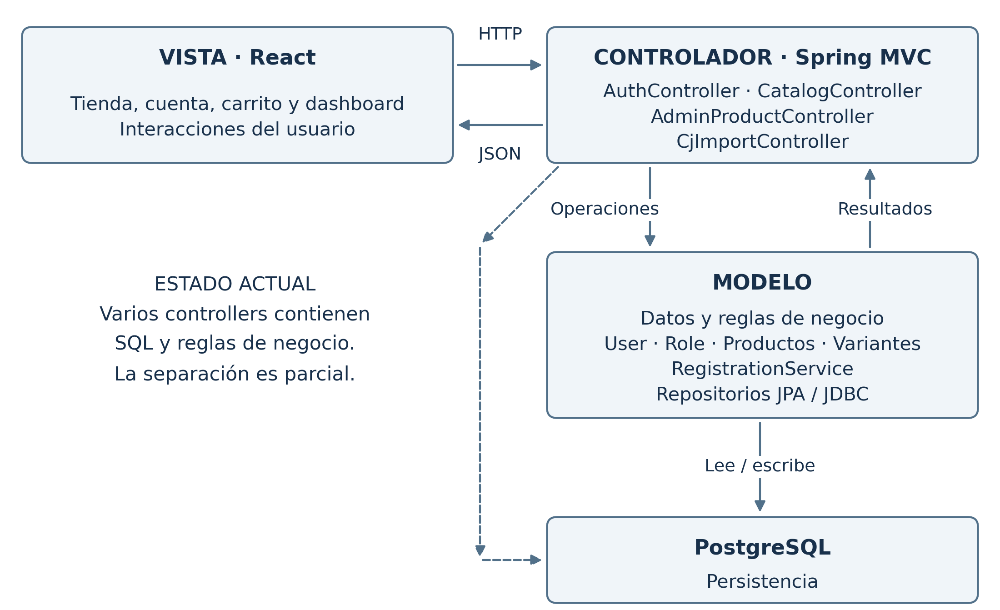 VISTA · React
Tienda, cuenta, carrito y dashboard
Interacciones del usuario
HTTP
JSON
CONTROLADOR · Spring MVC
AuthController · CatalogController
AdminProductController
CjImportController
Operaciones
Resultados
ESTADO ACTUAL
Varios controllers contienen
SQL y reglas de negocio.
La separación es parcial.
MODELO
Datos y reglas de negocio
User · Role · Productos · Variantes
RegistrationService
Repositorios JPA / JDBC
Lee / escribe
PostgreSQL
Persistencia